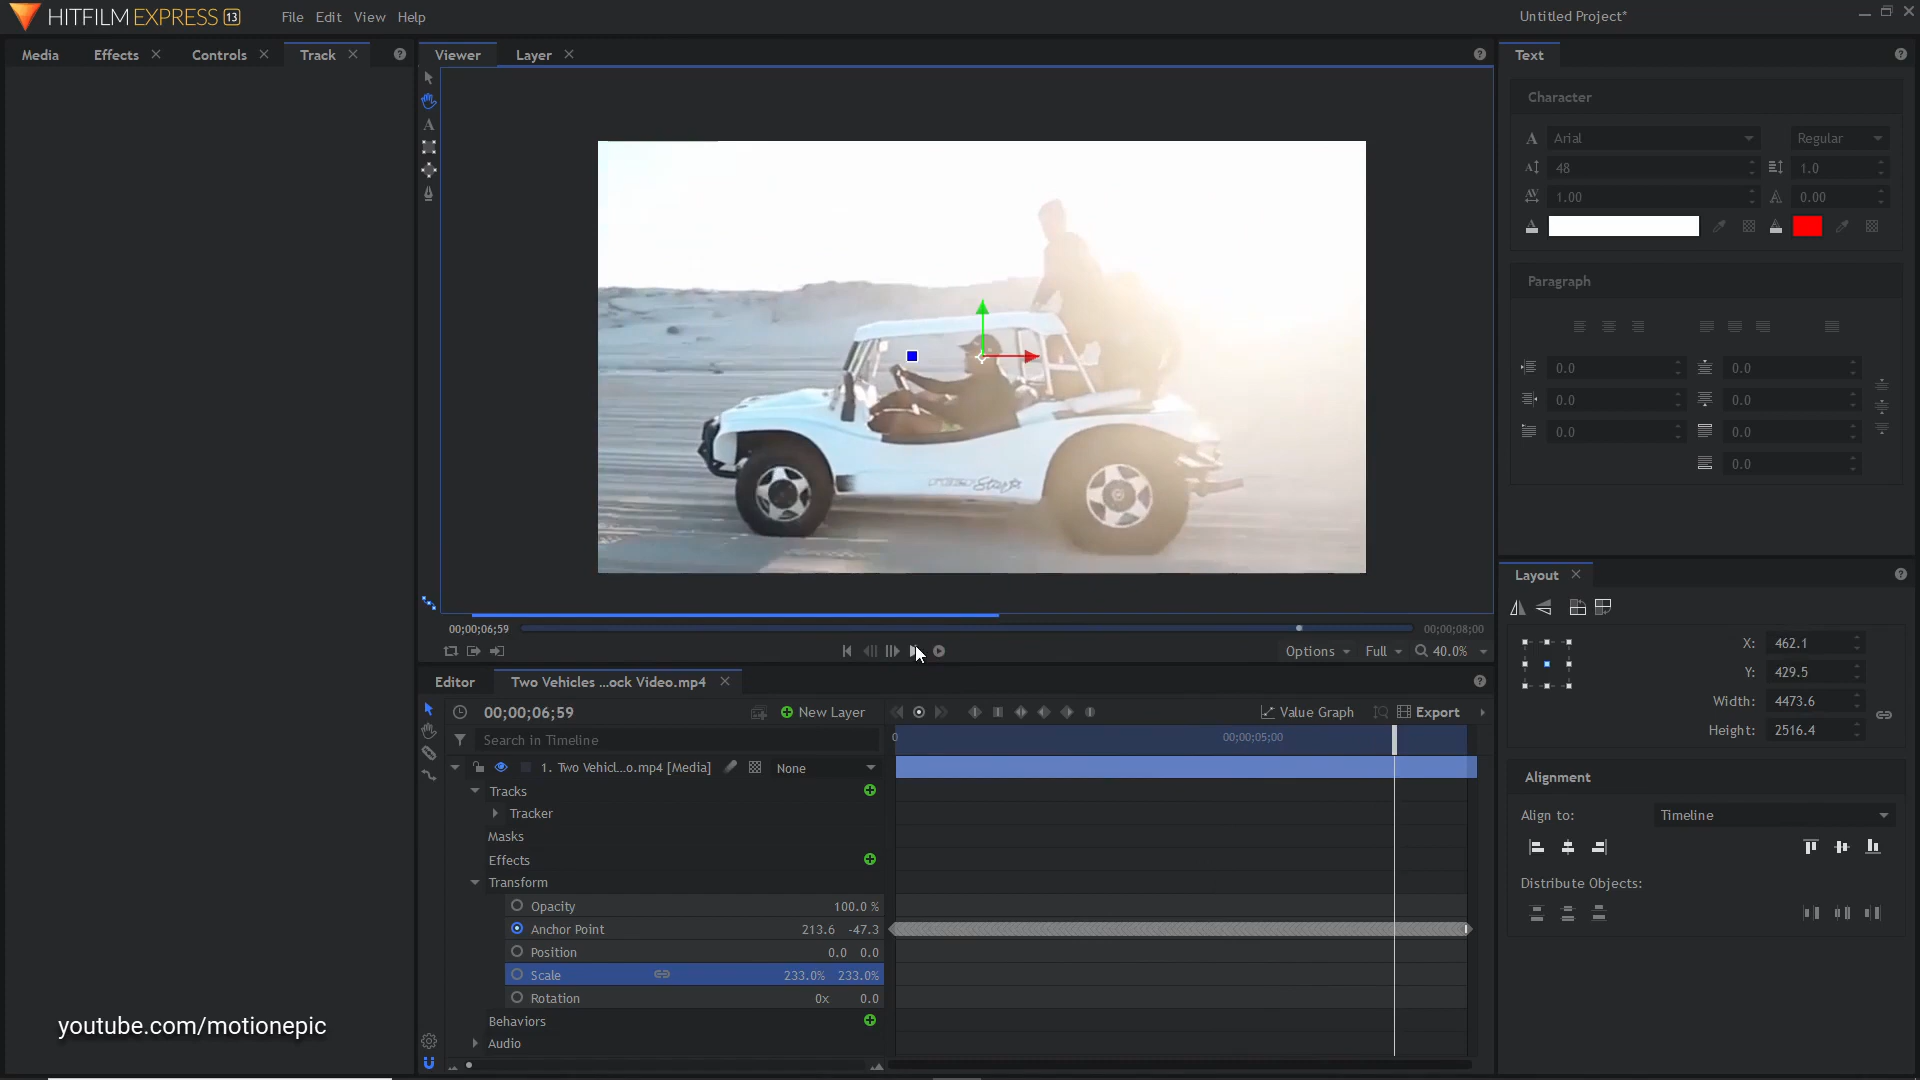 HITFILM EXPRESS 13
File Edit View Help
Untitled Project*
Media Effects Controls Track
Viewer Layer
Text
Character
Arial Regular
48 1.0
1.00 0.00
Paragraph
0.0 0.0
0.0 0.0
0.0 0.0
0.0
00;00;06;59
00;00;08;00
Options Full 40.0%
Layout
X: 462.1
Y: 429.5
Width: 4473.6
Height: 2516.4
Alignment
Align to: Timeline
Distribute Objects:
Editor Two Vehicles ...ock Video.mp4
00;00;06;59 New Layer Value Graph Export
Search in Timeline
0 00;00;05;00
1. Two Vehicl...o.mp4 [Media] None
Tracks
Tracker
Masks
Effects
Transform
Opacity 100.0 %
Anchor Point 213.6 -47.3
Position 0.0 0.0
Scale 233.0% 233.0%
Rotation 0x 0.0
Behaviors
Audio
youtube.com/motionepic